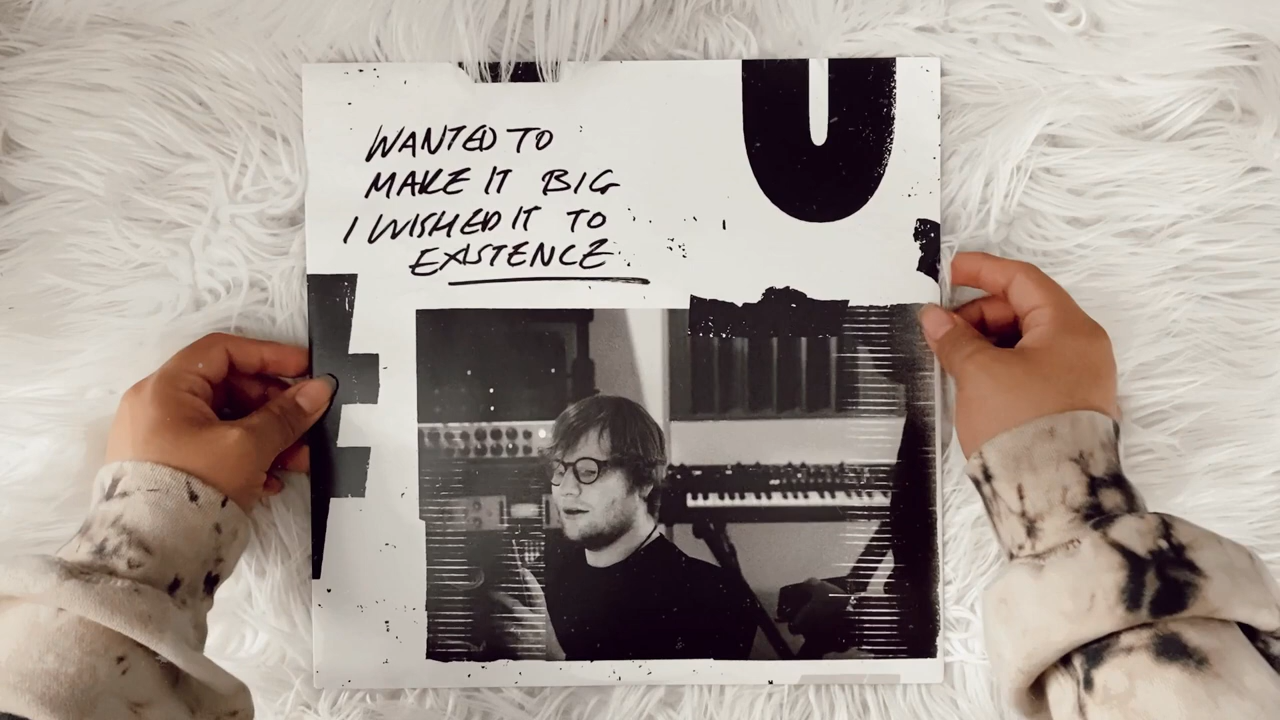 U
WANTED TO
MAKE IT BIG
I WISHED IT TO
EXISTENCE